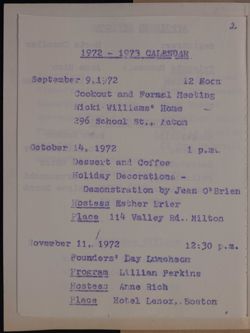 2.
1972 - 1973 CALENDAR
September 9, 1972 12 Noon
Cookout and Formal Meeting
Nicki Williams' Home
296 School St., Acton
October 14, 1972 1 p.m.
Dessert and Coffee
Holiday Decorations -
Demonstration by Jean O'Brien
Hostess Esther Erier
Place 114 Valley Rd., Milton
November 11, 1972 12:30 p.m.
Founders' Day Luncheon
Program Lillian Perkins
Hostess Anne Rich
Place Hotel Lenox, Boston